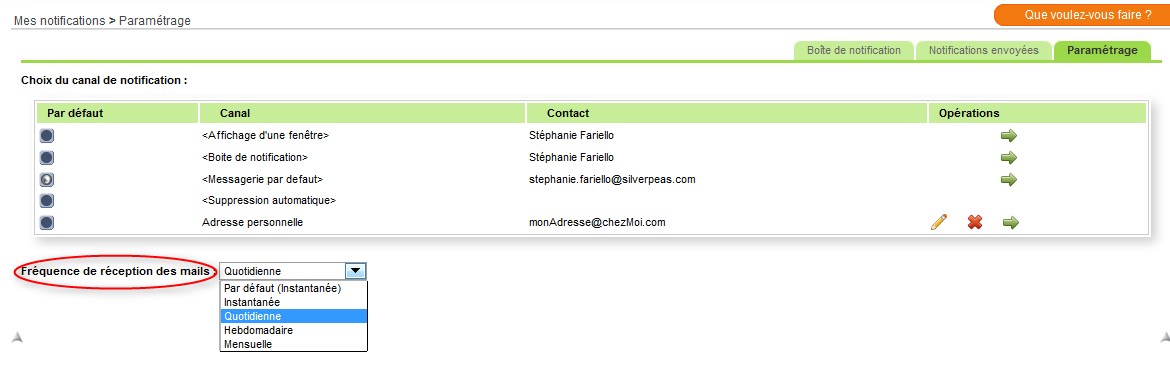 Mes notifications > Paramétrage
Que voulez-vous faire ?
Boîte de notification
Notifications envoyées
Paramétrage
Choix du canal de notification :
Par défaut Canal Contact Opérations
<Affichage d'une fenêtre> Stéphanie Fariello
<Boite de notification> Stéphanie Fariello
<Messagerie par defaut> stephanie.fariello@silverpeas.com
<Suppression automatique>
Adresse personnelle monAdresse@chezMoi.com
Fréquence de réception des mails : Quotidienne
Par défaut (Instantanée)
Instantanée
Quotidienne
Hebdomadaire
Mensuelle